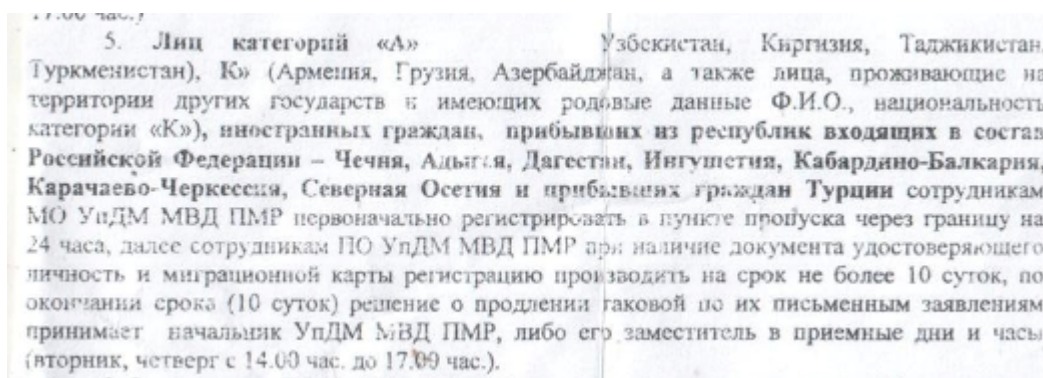 17.00 час.)
5. Лиц категорий «А» Узбекистан, Киргизия, Таджикистан,
Туркменистан), К» (Армения, Грузия, Азербайджан, а также лица, проживающие на
территории других государств и имеющих родовые данные Ф.И.О., национальность
категории «К»), иностранных граждан, прибывших из республик входящих в состав
Российской Федерации – Чечня, Адыгея, Дагестан, Ингушетия, Кабардино-Балкария,
Карачаево-Черкессия, Северная Осетия и прибывших граждан Турции сотрудникам
МО УпДМ МВД ПМР первоначально регистрировать в пункте пропуска через границу на
24 часа, далее сотрудникам ПО УпДМ МВД ПМР при наличие документа удостоверяющего
личность и миграционной карты регистрацию производить на срок не более 10 суток, по
окончании срока (10 суток) решение о продлении таковой по их письменным заявлениям
принимает начальник УпДМ МВД ПМР, либо его заместитель в приемные дни и часы
(вторник, четверг с 14.00 час. до 17.00 час.).